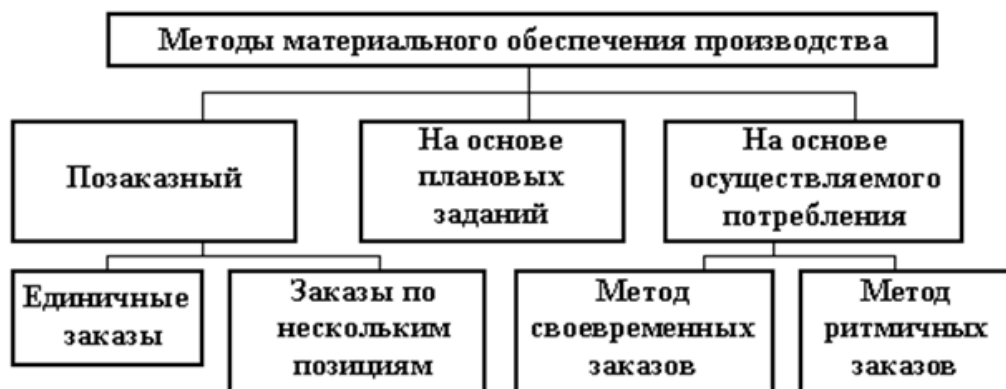 Методы материального обеспечения производства
Позаказный
На основе
плановых
заданий
На основе
осуществляемого
потребления
Единичные
заказы
Заказы по
нескольким
позициям
Метод
своевременных
заказов
Метод
ритмичных
заказов